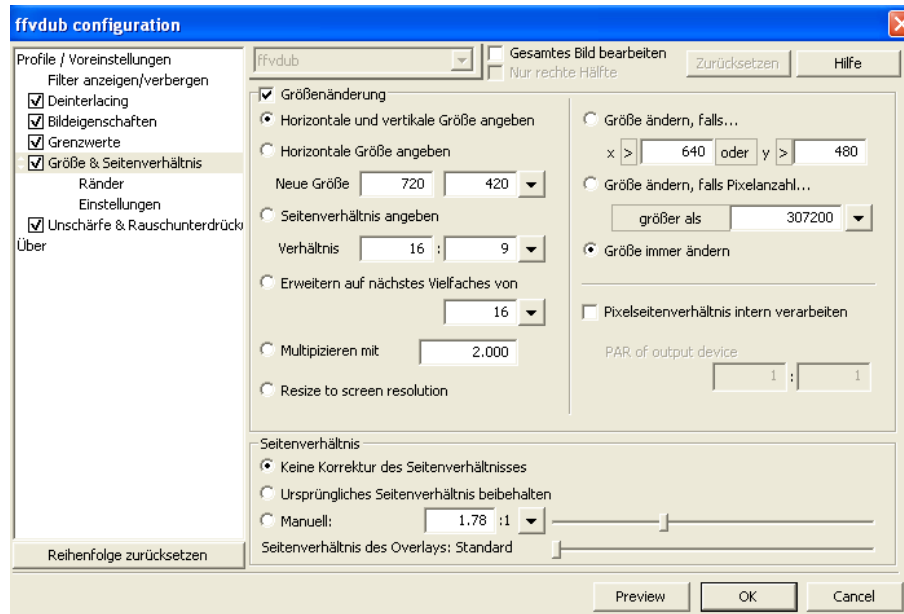 ffvdub configuration
Profile / Voreinstellungen
Filter anzeigen/verbergen
Deinterlacing
Bildeigenschaften
Grenzwerte
Größe & Seitenverhältnis
Ränder
Einstellungen
Unschärfe & Rauschunterdrück
Über
Reihenfolge zurücksetzen
ffvdub
Gesamtes Bild bearbeiten
Nur rechte Hälfte
Zurücksetzen
Hilfe
Größenänderung
Horizontale und vertikale Größe angeben
Horizontale Größe angeben
Neue Größe 720 420
Seitenverhältnis angeben
Verhältnis 16 : 9
Erweitern auf nächstes Vielfaches von
16
Multipizieren mit 2.000
Resize to screen resolution
Größe ändern, falls...
x > 640 oder y > 480
Größe ändern, falls Pixelanzahl...
größer als 307200
Größe immer ändern
Pixelseitenverhältnis intern verarbeiten
PAR of output device
1 : 1
Seitenverhältnis
Keine Korrektur des Seitenverhältnisses
Ursprüngliches Seitenverhältnis beibehalten
Manuell: 1.78 :1
Seitenverhältnis des Overlays: Standard
Preview
OK
Cancel